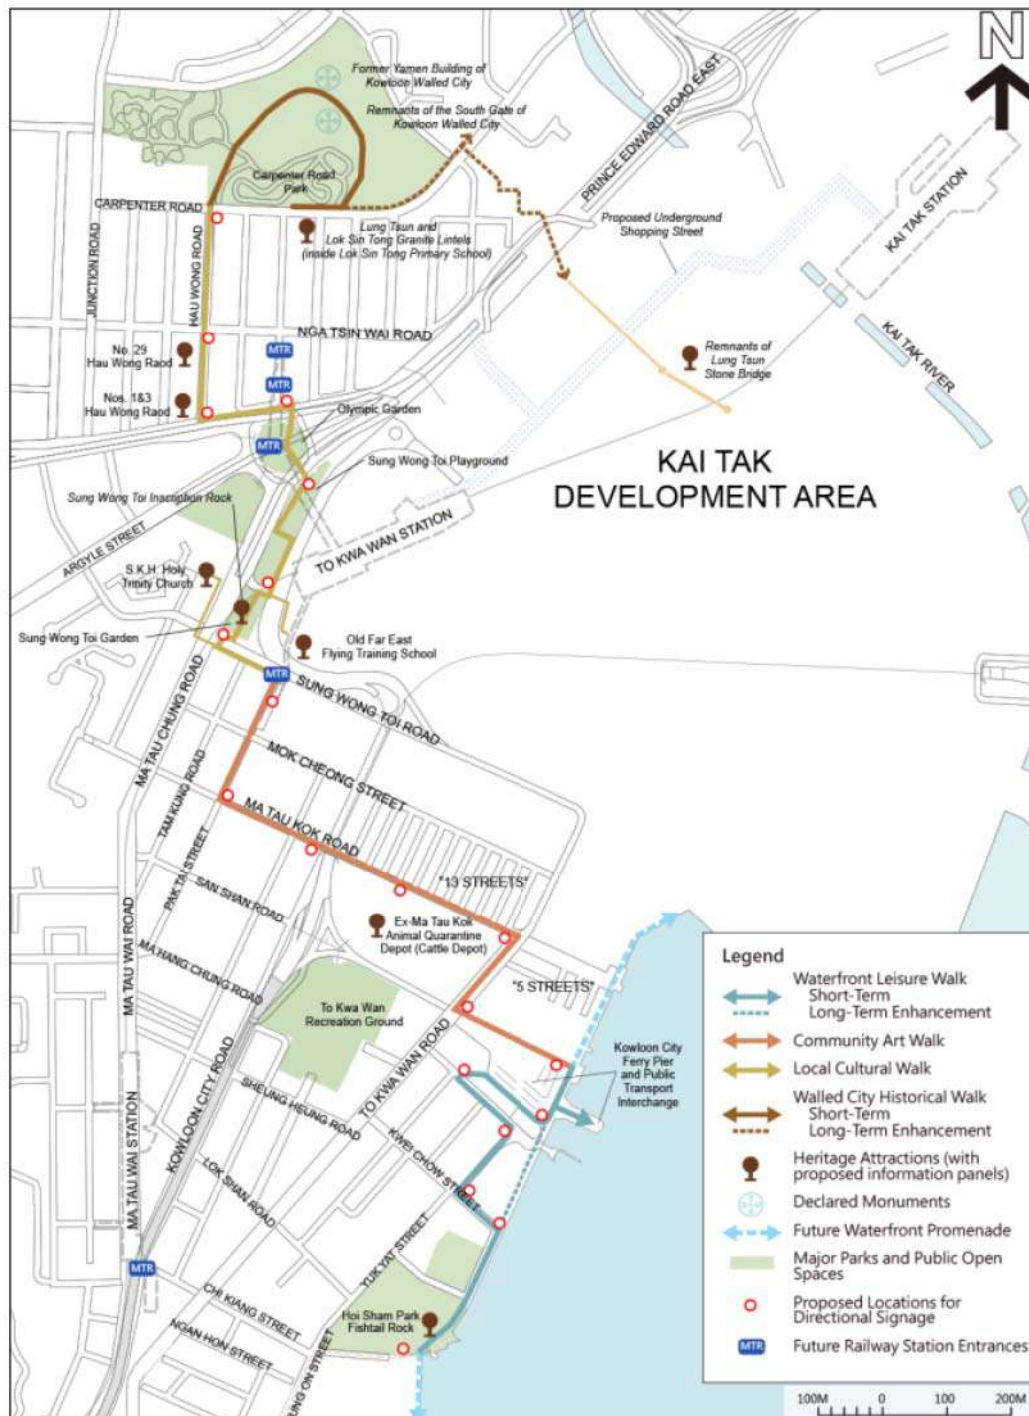 N
Former Yamen Building of
Kowloon Walled City
Remnants of the South Gate of
Kowloon Walled City
PRINCE EDWARD ROAD EAST
Carpenter Road
Park
CARPENTER ROAD
JUNCTION ROAD
HAU WONG ROAD
Lung Tsun and
Lok Sin Tong Granite Lintels
(inside Lok Sin Tong Primary School)
Proposed Underground
Shopping Street
KAI TAK STATION
KAI TAK RIVER
NGA TSIN WAI ROAD
MTR
No. 29
Hau Wong Raod
MTR
Remnants of
Lung Tsun
Stone Bridge
Nos. 1&3
Hau Wong Raod
Olympic Garden
MTR
Sung Wong Toi Playground
KAI TAK
DEVELOPMENT AREA
Sung Wong Toi Inscription Rock
ARGYLE STREET
TO KWA WAN STATION
S.K.H. Holy
Trinity Church
Sung Wong Toi Garden
Old Far East
Flying Training School
MTR
SUNG WONG TOI ROAD
MA TAU CHUNG ROAD
MOK CHEONG STREET
TAM KUNG ROAD
MA TAU KOK ROAD
PAK TAI STREET
SAN SHAN ROAD
"13 STREETS"
Ex-Ma Tau Kok
Animal Quarantine
Depot (Cattle Depot)
MA TAU WAI ROAD
MA HANG CHUNG ROAD
"5 STREETS"
To Kwa Wan
Recreation Ground
TO KWA WAN ROAD
Kowloon City
Ferry Pier
and Public
Transport
Interchange
KOWLOON CITY ROAD
SHEUNG HEUNG ROAD
KWEI CHOW STREET
MA TAU WAI STATION
LOK SHAN ROAD
YUK YAT STREET
MTR
CHI KIANG STREET
NGAN HON STREET
Hoi Sham Park
Fishtail Rock
SUNG ON STREET
Legend
Waterfront Leisure Walk
Short-Term
Long-Term Enhancement
Community Art Walk
Local Cultural Walk
Walled City Historical Walk
Short-Term
Long-Term Enhancement
Heritage Attractions (with
proposed information panels)
Declared Monuments
Future Waterfront Promenade
Major Parks and Public Open
Spaces
Proposed Locations for
Directional Signage
MTR Future Railway Station Entrances
100M 0 100 200M